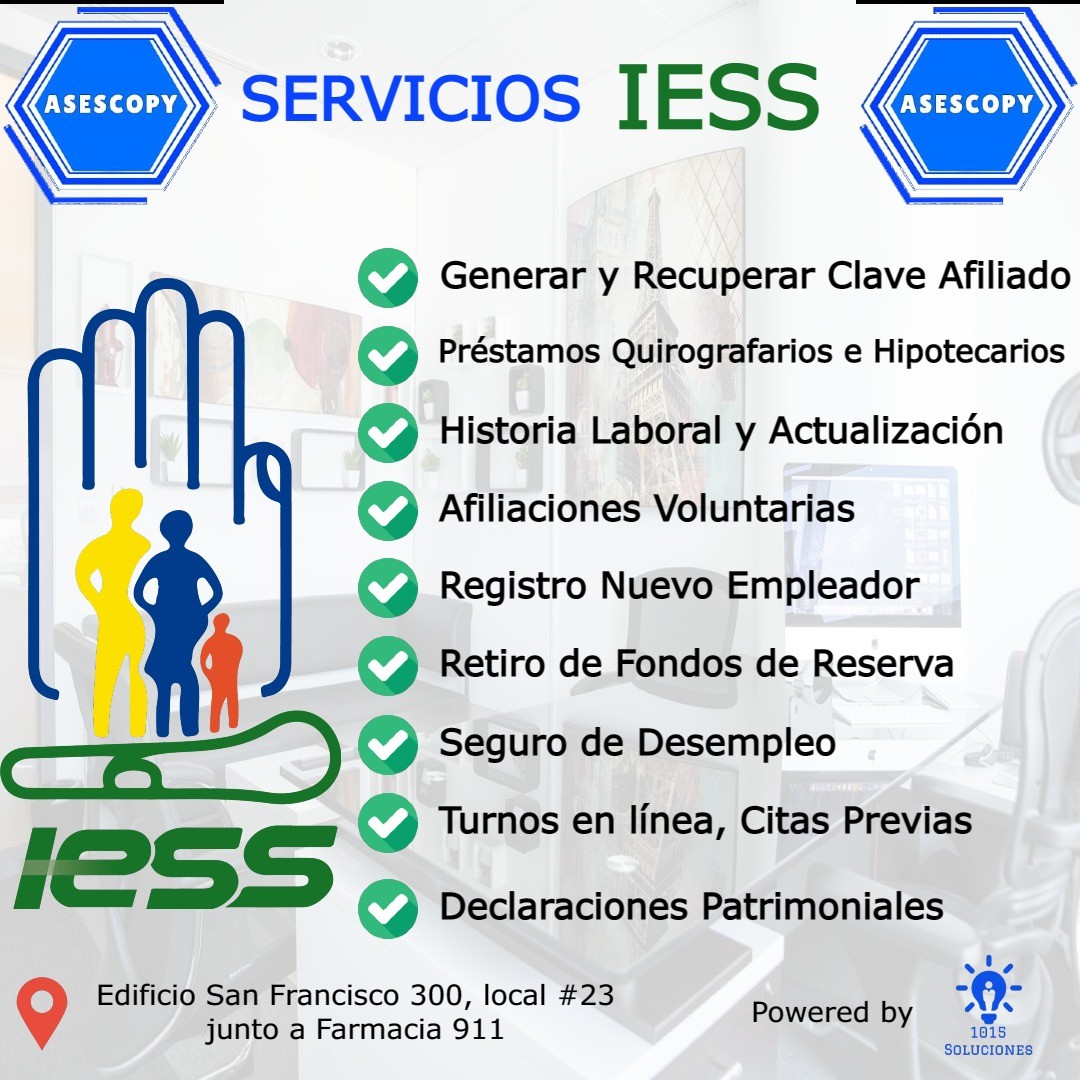 ASESCOPY
SERVICIOS IESS
ASESCOPY
Generar y Recuperar Clave Afiliado
Préstamos Quirografarios e Hipotecarios
Historia Laboral y Actualización
Afiliaciones Voluntarias
Registro Nuevo Empleador
Retiro de Fondos de Reserva
Seguro de Desempleo
Turnos en línea, Citas Previas
Declaraciones Patrimoniales
IESS
Edificio San Francisco 300, local #23
junto a Farmacia 911
Powered by
1015
SOLUCIONES